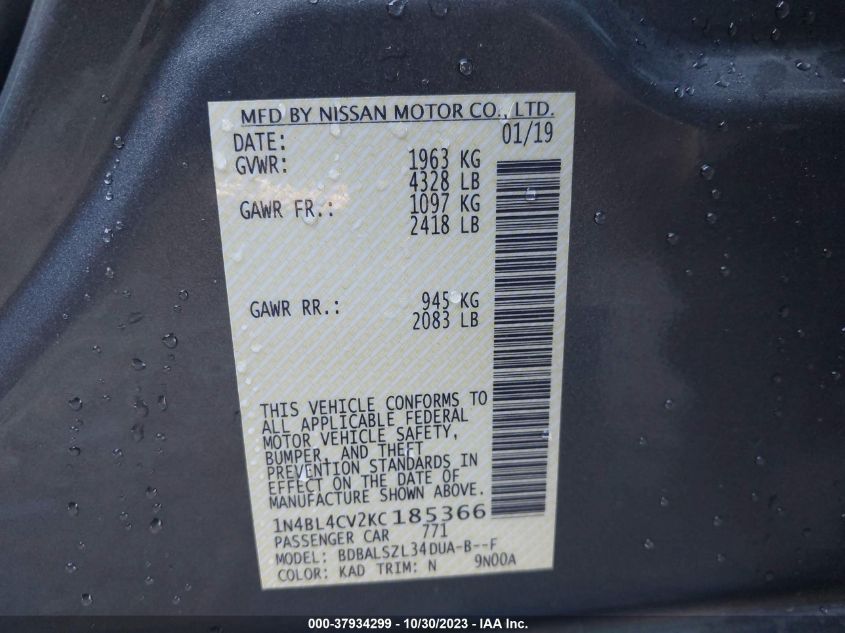 MFD BY NISSAN MOTOR CO., LTD.
DATE: 01/19
GVWR: 1963 KG
4328 LB
GAWR FR.: 1097 KG
2418 LB
GAWR RR.: 945 KG
2083 LB
THIS VEHICLE CONFORMS TO
ALL APPLICABLE FEDERAL
MOTOR VEHICLE SAFETY,
BUMPER, AND THEFT
PREVENTION STANDARDS IN
EFFECT ON THE DATE OF
MANUFACTURE SHOWN ABOVE.
1N4BL4CV2KC185366
PASSENGER CAR 771
MODEL: BDBALSZL34DUA-B--F
COLOR: KAD TRIM: N 9N00A
000-37934299 - 10/30/2023 - IAA Inc.